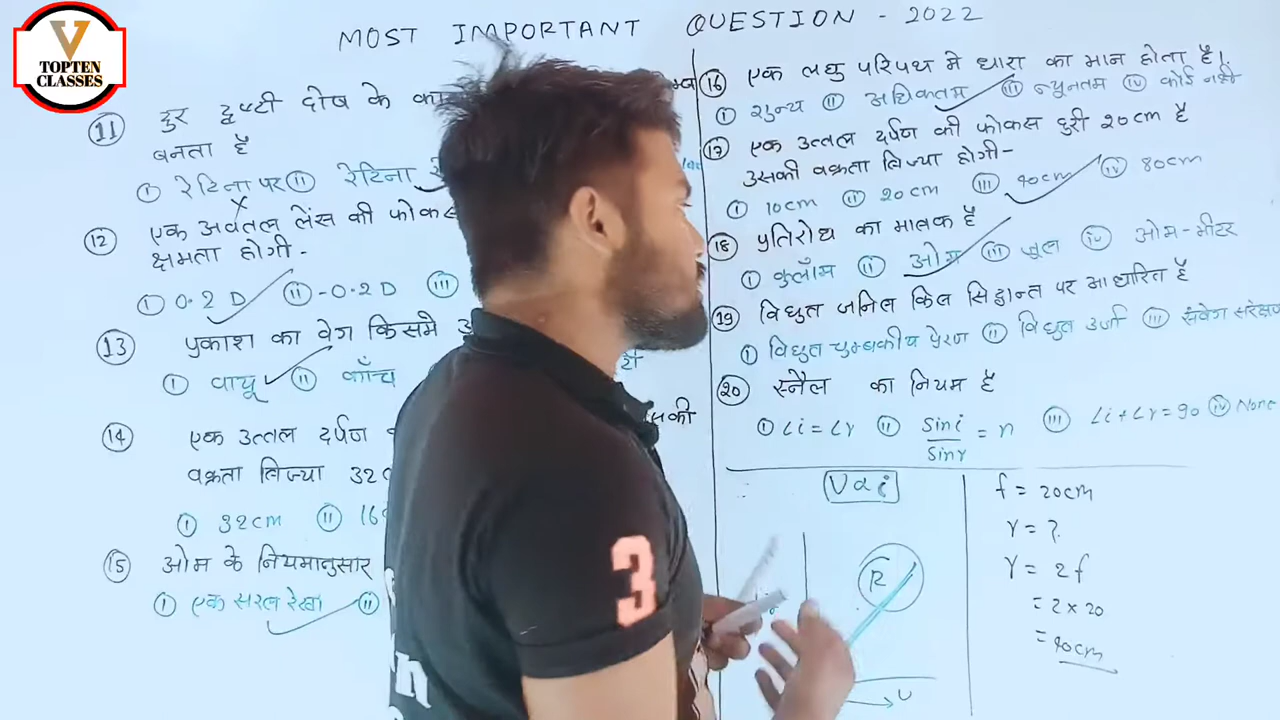 V
TOPTEN
CLASSES
MOST IMPORTANT QUESTION - 2022
11 दुर दृष्टी दोष के
बनता है
I रेटिना पर II रेटिना
12 एक अवतल लेंस की फोकस
क्षमता होगी-
I 0.2 D II -0.2 D III
13 प्रकाश का वेग किसमे
I वायू II काँच
14 एक उत्तल दर्पण
सकी
वक्रता त्रिज्या 32
I 32cm II 16
15 ओम के नियमानुसार
I एक सरल रेखा II
16 एक लघु परिपथ मे धारा का मान होता है।
I शुन्य II अधिकतम III न्यूनतम IV कोई नही
17 एक उत्तल दर्पण की फोकस दुरी 20cm है
उसकी वक्रता त्रिज्या होगी-
I 10cm II 20cm III 40cm IV 80cm
18 प्रतिरोध का मात्रक है
I कुलॉम II ओम III जुल IV ओम-मीटर
19 विधुत जनित्र किस सिद्वान्त पर आधारित है
I विधुत चुम्बकीय प्रेरण II विधुत उर्जा III संवेग संरक्षण
20 स्नैल का नियम है
I ∠i = ∠r II sin i / sin r = n III ∠i + ∠r = 90 IV None
V ∝ i
R
f = 20cm
r = ?
r = 2f
= 2 x 20
= 40cm
3